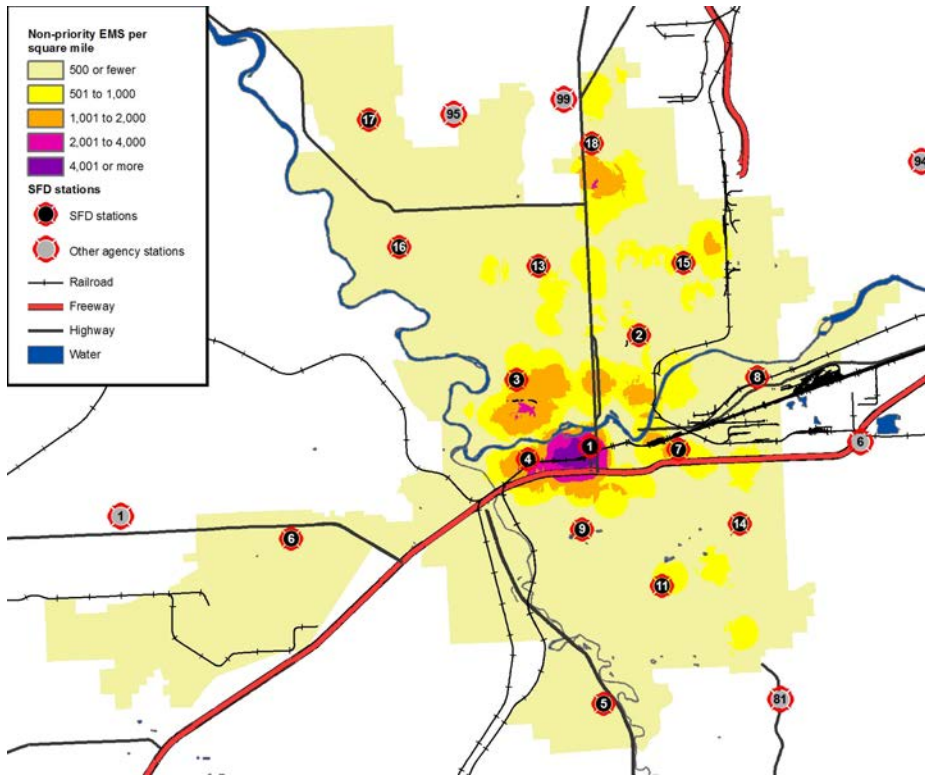 Non-priority EMS per
square mile
500 or fewer
501 to 1,000
1,001 to 2,000
2,001 to 4,000
4,001 or more
SFD stations
SFD stations
Other agency stations
Railroad
Freeway
Highway
Water
99
95
17
18
94
16
13
15
2
3
8
1
6
4
7
1
6
9
14
11
5
81